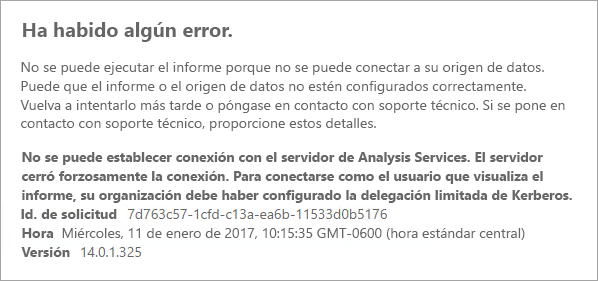 Ha habido algún error.
No se puede ejecutar el informe porque no se puede conectar a su origen de datos.
Puede que el informe o el origen de datos no estén configurados correctamente.
Vuelva a intentarlo más tarde o póngase en contacto con soporte técnico. Si se pone en
contacto con soporte técnico, proporcione estos detalles.
No se puede establecer conexión con el servidor de Analysis Services. El servidor
cerró forzosamente la conexión. Para conectarse como el usuario que visualiza el
informe, su organización debe haber configurado la delegación limitada de Kerberos.
Id. de solicitud 7d763c57-1cfd-c13a-ea6b-11533d0b5176
Hora Miércoles, 11 de enero de 2017, 10:15:35 GMT-0600 (hora estándar central)
Versión 14.0.1.325